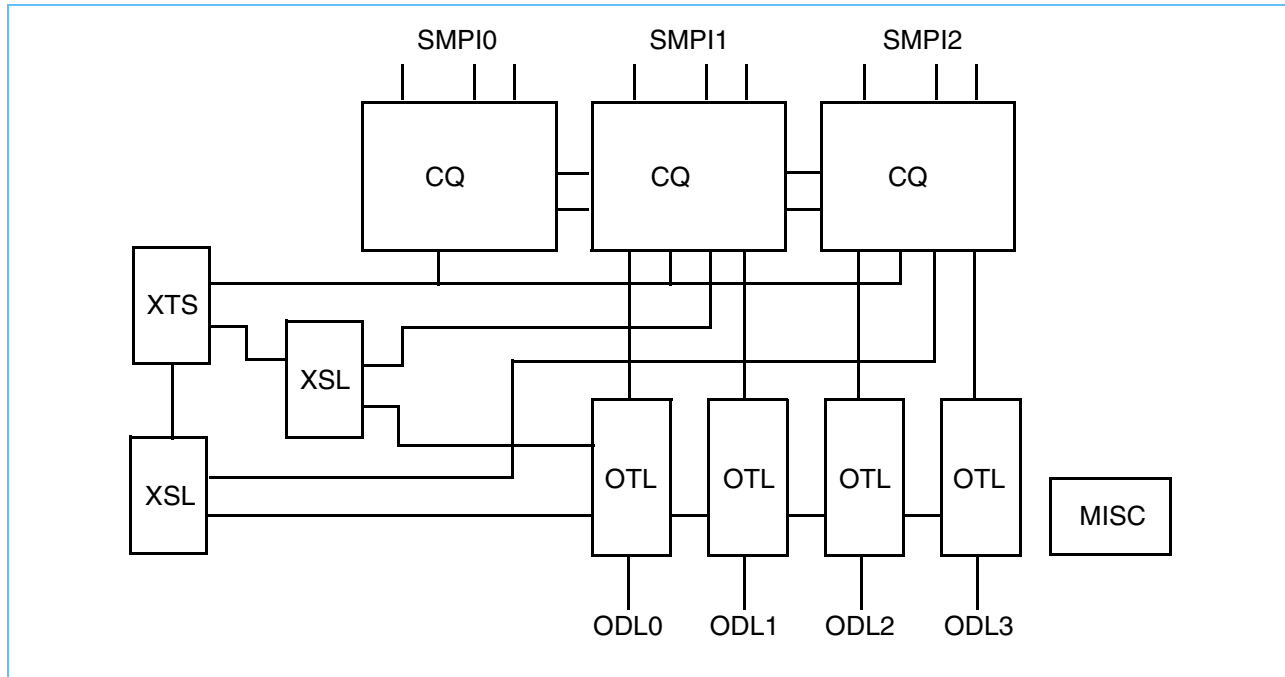 SMPI0
SMPI1
SMPI2
CQ
CQ
CQ
XTS
XSL
XSL
OTL
OTL
OTL
OTL
MISC
ODL0
ODL1
ODL2
ODL3